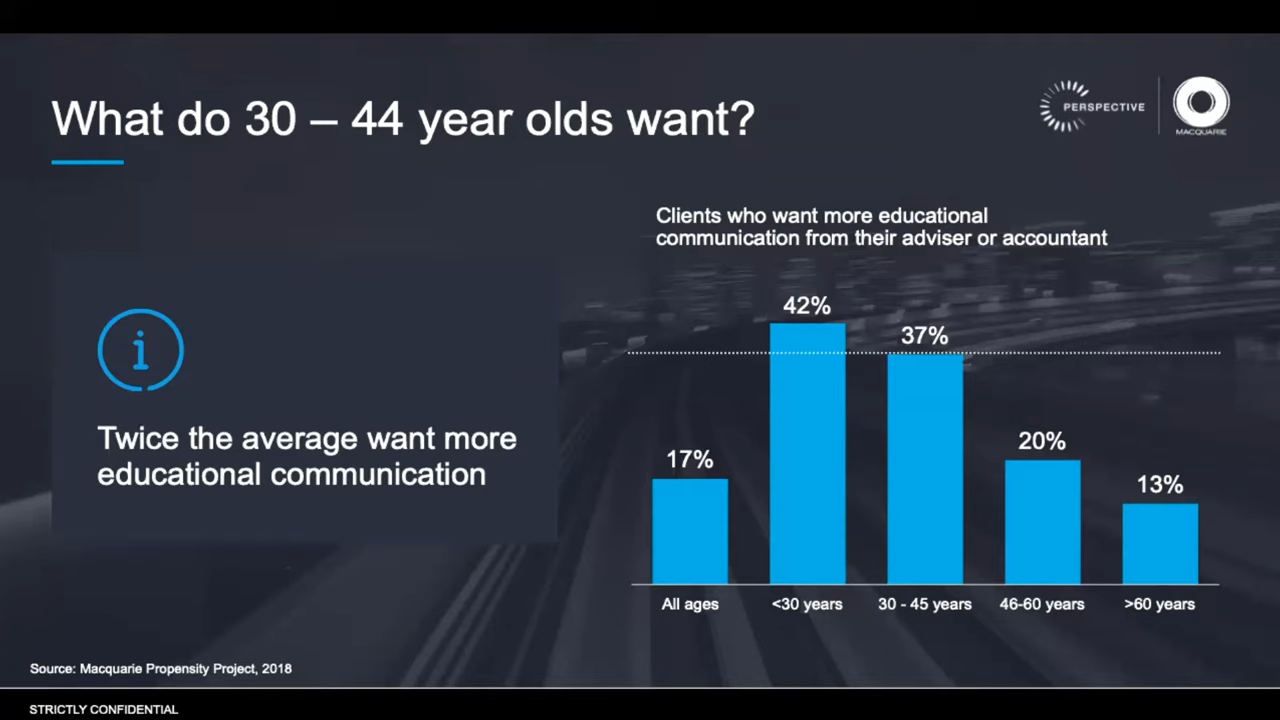 What do 30 – 44 year olds want?
PERSPECTIVE
MACQUARIE
Clients who want more educational
communication from their adviser or accountant
i
Twice the average want more
educational communication
17%
42%
37%
20%
13%
All ages
<30 years
30 - 45 years
46-60 years
>60 years
Source: Macquarie Propensity Project, 2018
STRICTLY CONFIDENTIAL